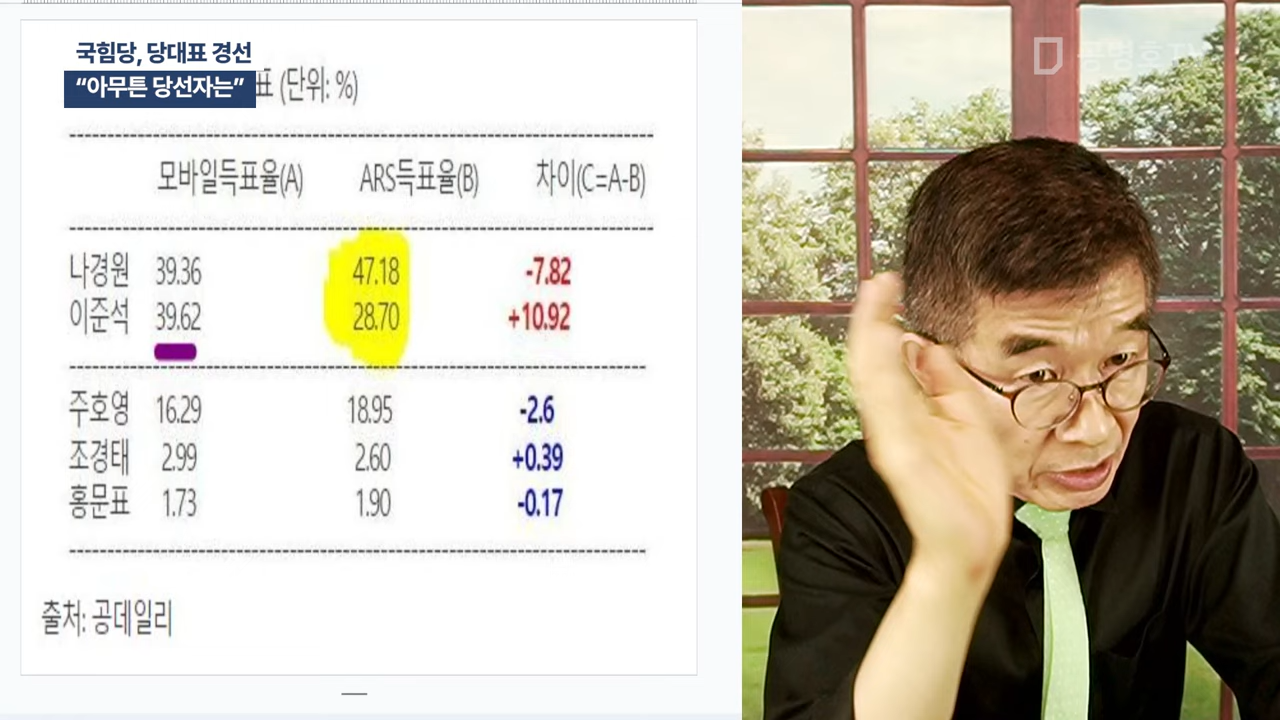 국힘당, 당대표 경선
“아무튼 당선자는”
표 (단위: %)
모바일득표율(A) ARS득표율(B) 차이(C=A-B)
나경원 39.36 47.18 -7.82
이준석 39.62 28.70 +10.92
주호영 16.29 18.95 -2.6
조경태 2.99 2.60 +0.39
홍문표 1.73 1.90 -0.17
출처: 공데일리